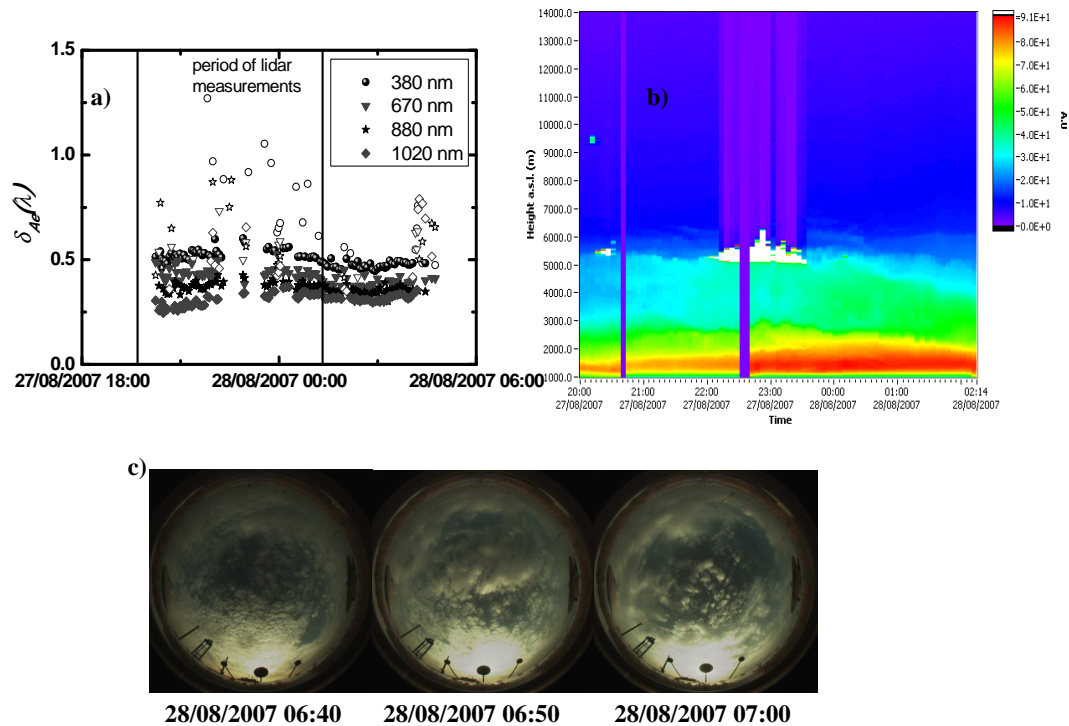 a)
period of lidar
measurements
380 nm
670 nm
880 nm
1020 nm
1.5
1.0
0.5
0.0
δAe(λ)
27/08/2007 18:00
28/08/2007 00:00
28/08/2007 06:00
b)
14000.0
13000.0
12000.0
11000.0
10000.0
9000.0
8000.0
7000.0
6000.0
5000.0
4000.0
3000.0
2000.0
1000.0
Height a.s.l. (m)
20:00 21:00 22:00 23:00 00:00 01:00 02:14
27/08/2007 27/08/2007 27/08/2007 27/08/2007 28/08/2007 28/08/2007 28/08/2007
Time
9.1E+1
8.0E+1
7.0E+1
6.0E+1
5.0E+1
4.0E+1
3.0E+1
2.0E+1
1.0E+1
0.0E+0
c)
28/08/2007 06:40
28/08/2007 06:50
28/08/2007 07:00